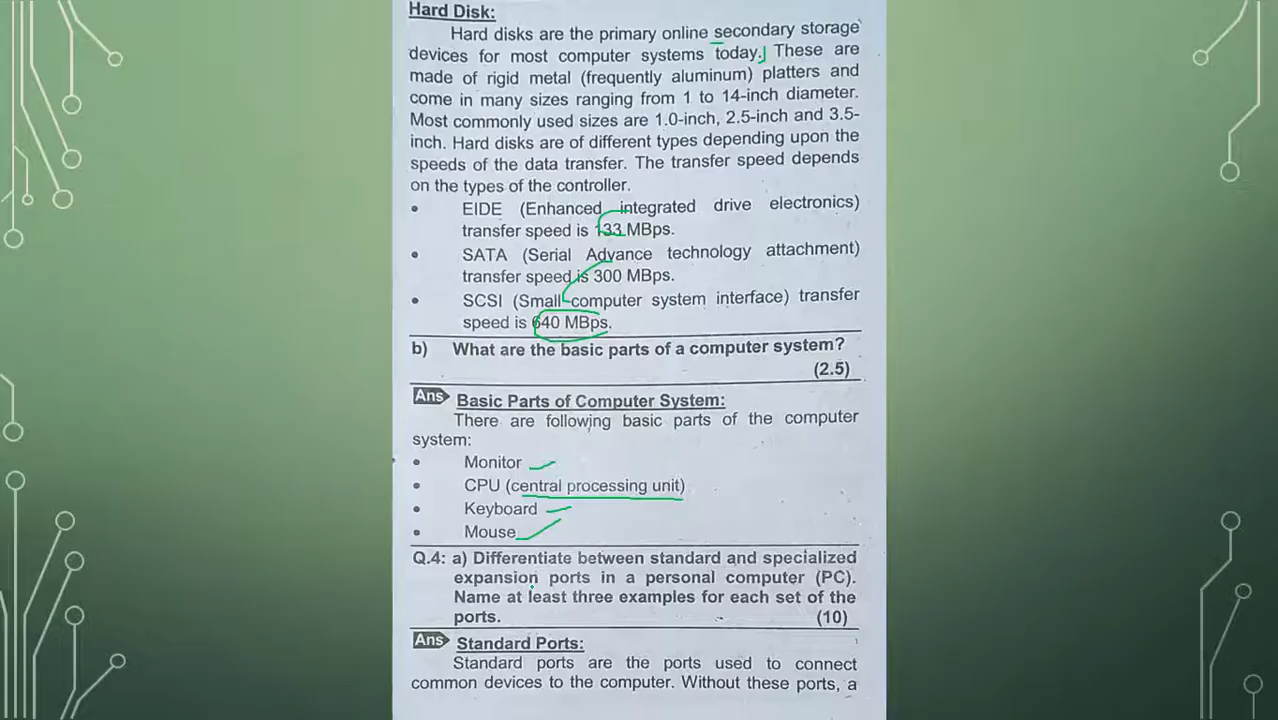 Hard Disk:
Hard disks are the primary online secondary storage
devices for most computer systems today. These are
made of rigid metal (frequently aluminum) platters and
come in many sizes ranging from 1 to 14-inch diameter.
Most commonly used sizes are 1.0-inch, 2.5-inch and 3.5-
inch. Hard disks are of different types depending upon the
speeds of the data transfer. The transfer speed depends
on the types of the controller.
• EIDE (Enhanced integrated drive electronics)
transfer speed is 133 MBps.
• SATA (Serial Advance technology attachment)
transfer speed is 300 MBps.
• SCSI (Small computer system interface) transfer
speed is 640 MBps.
b) What are the basic parts of a computer system?
(2.5)
Ans Basic Parts of Computer System:
There are following basic parts of the computer
system:
• Monitor
• CPU (central processing unit)
• Keyboard
• Mouse
Q.4: a) Differentiate between standard and specialized
expansion ports in a personal computer (PC).
Name at least three examples for each set of the
ports. (10)
Ans Standard Ports:
Standard ports are the ports used to connect
common devices to the computer. Without these ports, a